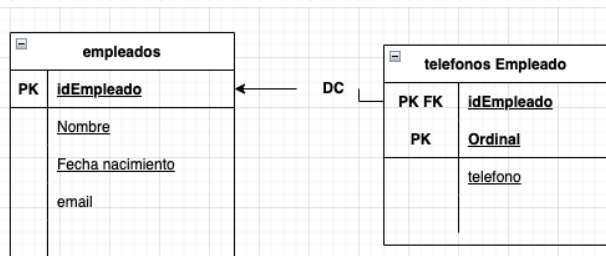 empleados
PK idEmpleado
Nombre
Fecha nacimiento
email
DC
telefonos Empleado
PK FK idEmpleado
PK Ordinal
telefono